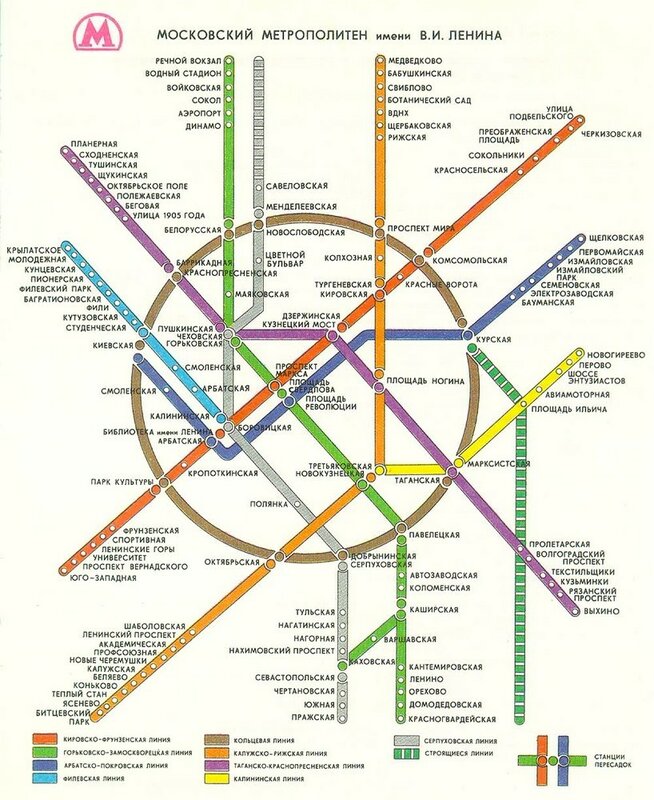 М
МОСКОВСКИЙ МЕТРОПОЛИТЕН имени В.И. ЛЕНИНА
РЕЧНОЙ ВОКЗАЛ
ВОДНЫЙ СТАДИОН
ВОЙКОВСКАЯ
СОКОЛ
АЭРОПОРТ
ДИНАМО
МЕДВЕДКОВО
БАБУШКИНСКАЯ
СВИБЛОВО
БОТАНИЧЕСКИЙ САД
ВДНХ
ЩЕРБАКОВСКАЯ
РИЖСКАЯ
УЛИЦА
ПОДБЕЛЬСКОГО
ЧЕРКИЗОВСКАЯ
ПРЕОБРАЖЕНСКАЯ
ПЛОЩАДЬ
СОКОЛЬНИКИ
КРАСНОСЕЛЬСКАЯ
ПЛАНЕРНАЯ
СХОДНЕНСКАЯ
ТУШИНСКАЯ
ЩУКИНСКАЯ
ОКТЯБРЬСКОЕ ПОЛЕ
ПОЛЕЖАЕВСКАЯ
БЕГОВАЯ
УЛИЦА 1905 ГОДА
САВЕЛОВСКАЯ
МЕНДЕЛЕЕВСКАЯ
БЕЛОРУССКАЯ
НОВОСЛОБОДСКАЯ
ПРОСПЕКТ МИРА
КОМСОМОЛЬСКАЯ
ЩЕЛКОВСКАЯ
ПЕРВОМАЙСКАЯ
ИЗМАЙЛОВСКАЯ
ИЗМАЙЛОВСКИЙ
ПАРК
СЕМЕНОВСКАЯ
ЭЛЕКТРОЗАВОДСКАЯ
БАУМАНСКАЯ
КРЫЛАТСКОЕ
МОЛОДЕЖНАЯ
КУНЦЕВСКАЯ
ПИОНЕРСКАЯ
ФИЛЕВСКИЙ ПАРК
БАГРАТИОНОВСКАЯ
ФИЛИ
КУТУЗОВСКАЯ
СТУДЕНЧЕСКАЯ
КИЕВСКАЯ
БАРРИКАДНАЯ
КРАСНОПРЕСНЕНСКАЯ
ЦВЕТНОЙ
БУЛЬВАР
КОЛХОЗНАЯ
МАЯКОВСКАЯ
ТУРГЕНЕВСКАЯ
КИРОВСКАЯ
КРАСНЫЕ ВОРОТА
ПУШКИНСКАЯ
ЧЕХОВСКАЯ
ГОРЬКОВСКАЯ
ДЗЕРЖИНСКАЯ
КУЗНЕЦКИЙ МОСТ
КУРСКАЯ
НОВОГИРЕЕВО
ПЕРОВО
ШОССЕ
ЭНТУЗИАСТОВ
АВИАМОТОРНАЯ
ПЛОЩАДЬ ИЛЬИЧА
СМОЛЕНСКАЯ
СМОЛЕНСКАЯ
АРБАТСКАЯ
ПРОСПЕКТ
МАРКСА
ПЛОЩАДЬ
СВЕРДЛОВА
ПЛОЩАДЬ
РЕВОЛЮЦИИ
ПЛОЩАДЬ НОГИНА
КАЛИНИНСКАЯ
БОРОВИЦКАЯ
БИБЛИОТЕКА имени ЛЕНИНА
АРБАТСКАЯ
КРОПОТКИНСКАЯ
ПАРК КУЛЬТУРЫ
ТРЕТЬЯКОВСКАЯ
НОВОКУЗНЕЦКАЯ
МАРКСИСТСКАЯ
ТАГАНСКАЯ
ПОЛЯНКА
ПАВЕЛЕЦКАЯ
ОКТЯБРЬСКАЯ
ДОБРЫНИНСКАЯ
СЕРПУХОВСКАЯ
ФРУНЗЕНСКАЯ
СПОРТИВНАЯ
ЛЕНИНСКИЕ ГОРЫ
УНИВЕРСИТЕТ
ПРОСПЕКТ ВЕРНАДСКОГО
ЮГО-ЗАПАДНАЯ
ПРОЛЕТАРСКАЯ
ВОЛГОГРАДСКИЙ
ПРОСПЕКТ
ТЕКСТИЛЬЩИКИ
КУЗЬМИНКИ
РЯЗАНСКИЙ
ПРОСПЕКТ
ВЫХИНО
АВТОЗАВОДСКАЯ
КОЛОМЕНСКАЯ
КАШИРСКАЯ
ВАРШАВСКАЯ
КАХОВСКАЯ
КАНТЕМИРОВСКАЯ
ЛЕНИНО
ОРЕХОВО
ДОМОДЕДОВСКАЯ
КРАСНОГВАРДЕЙСКАЯ
ТУЛЬСКАЯ
НАГАТИНСКАЯ
НАГОРНАЯ
НАХИМОВСКИЙ ПРОСПЕКТ
СЕВАСТОПОЛЬСКАЯ
ЧЕРТАНОВСКАЯ
ЮЖНАЯ
ПРАЖСКАЯ
ШАБОЛОВСКАЯ
ЛЕНИНСКИЙ ПРОСПЕКТ
АКАДЕМИЧЕСКАЯ
ПРОФСОЮЗНАЯ
НОВЫЕ ЧЕРЕМУШКИ
КАЛУЖСКАЯ
БЕЛЯЕВО
КОНЬКОВО
ТЕПЛЫЙ СТАН
ЯСЕНЕВО
БИТЦЕВСКИЙ
ПАРК
КИРОВСКО-ФРУНЗЕНСКАЯ ЛИНИЯ
ГОРЬКОВСКО-ЗАМОСКВОРЕЦКАЯ ЛИНИЯ
АРБАТСКО-ПОКРОВСКАЯ ЛИНИЯ
ФИЛЕВСКАЯ ЛИНИЯ
КОЛЬЦЕВАЯ ЛИНИЯ
КАЛУЖСКО-РИЖСКАЯ ЛИНИЯ
ТАГАНСКО-КРАСНОПРЕСНЕНСКАЯ ЛИНИЯ
КАЛИНИНСКАЯ ЛИНИЯ
СЕРПУХОВСКАЯ ЛИНИЯ
СТРОЯЩИЕСЯ ЛИНИИ
СТАНЦИИ
ПЕРЕСАДОК